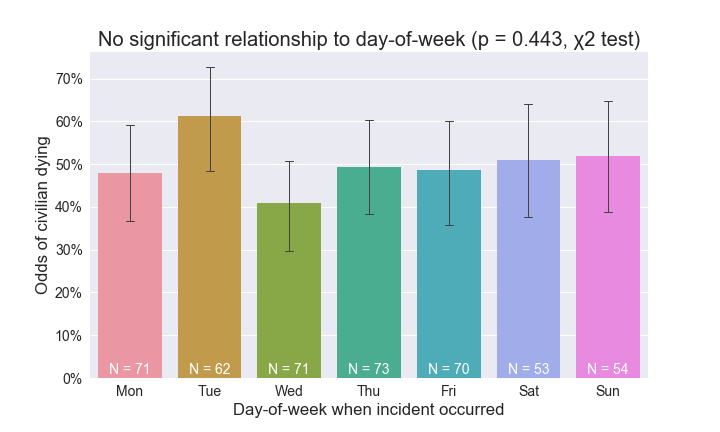 No significant relationship to day-of-week (p = 0.443, χ2 test)
Odds of civilian dying
70%
60%
50%
40%
30%
20%
10%
0%
N = 71
N = 62
N = 71
N = 73
N = 70
N = 53
N = 54
Mon
Tue
Wed
Thu
Fri
Sat
Sun
Day-of-week when incident occurred